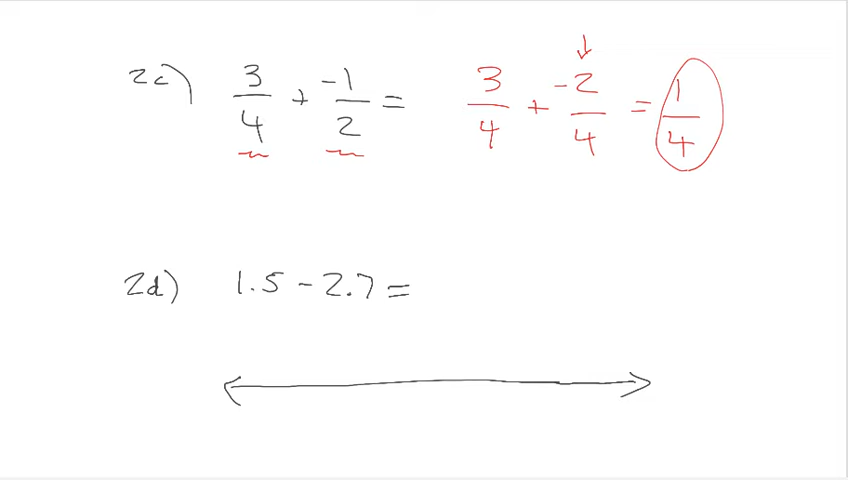 2c) 3/4 + -1/2 = 3/4 + -2/4 = 1/4
2d) 1.5 - 2.7 =